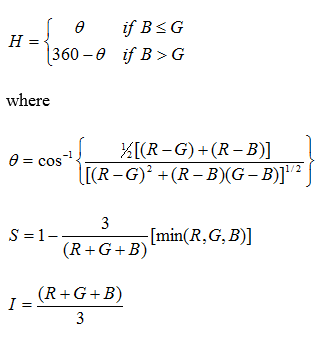 H = { θ if B ≤ G
360 − θ if B > G
where
θ = cos⁻¹ { ½[(R − G) + (R − B)] / [(R − G)² + (R − B)(G − B)]^{1/2} }
S = 1 − 3 / (R + G + B) [min(R, G, B)]
I = (R + G + B) / 3